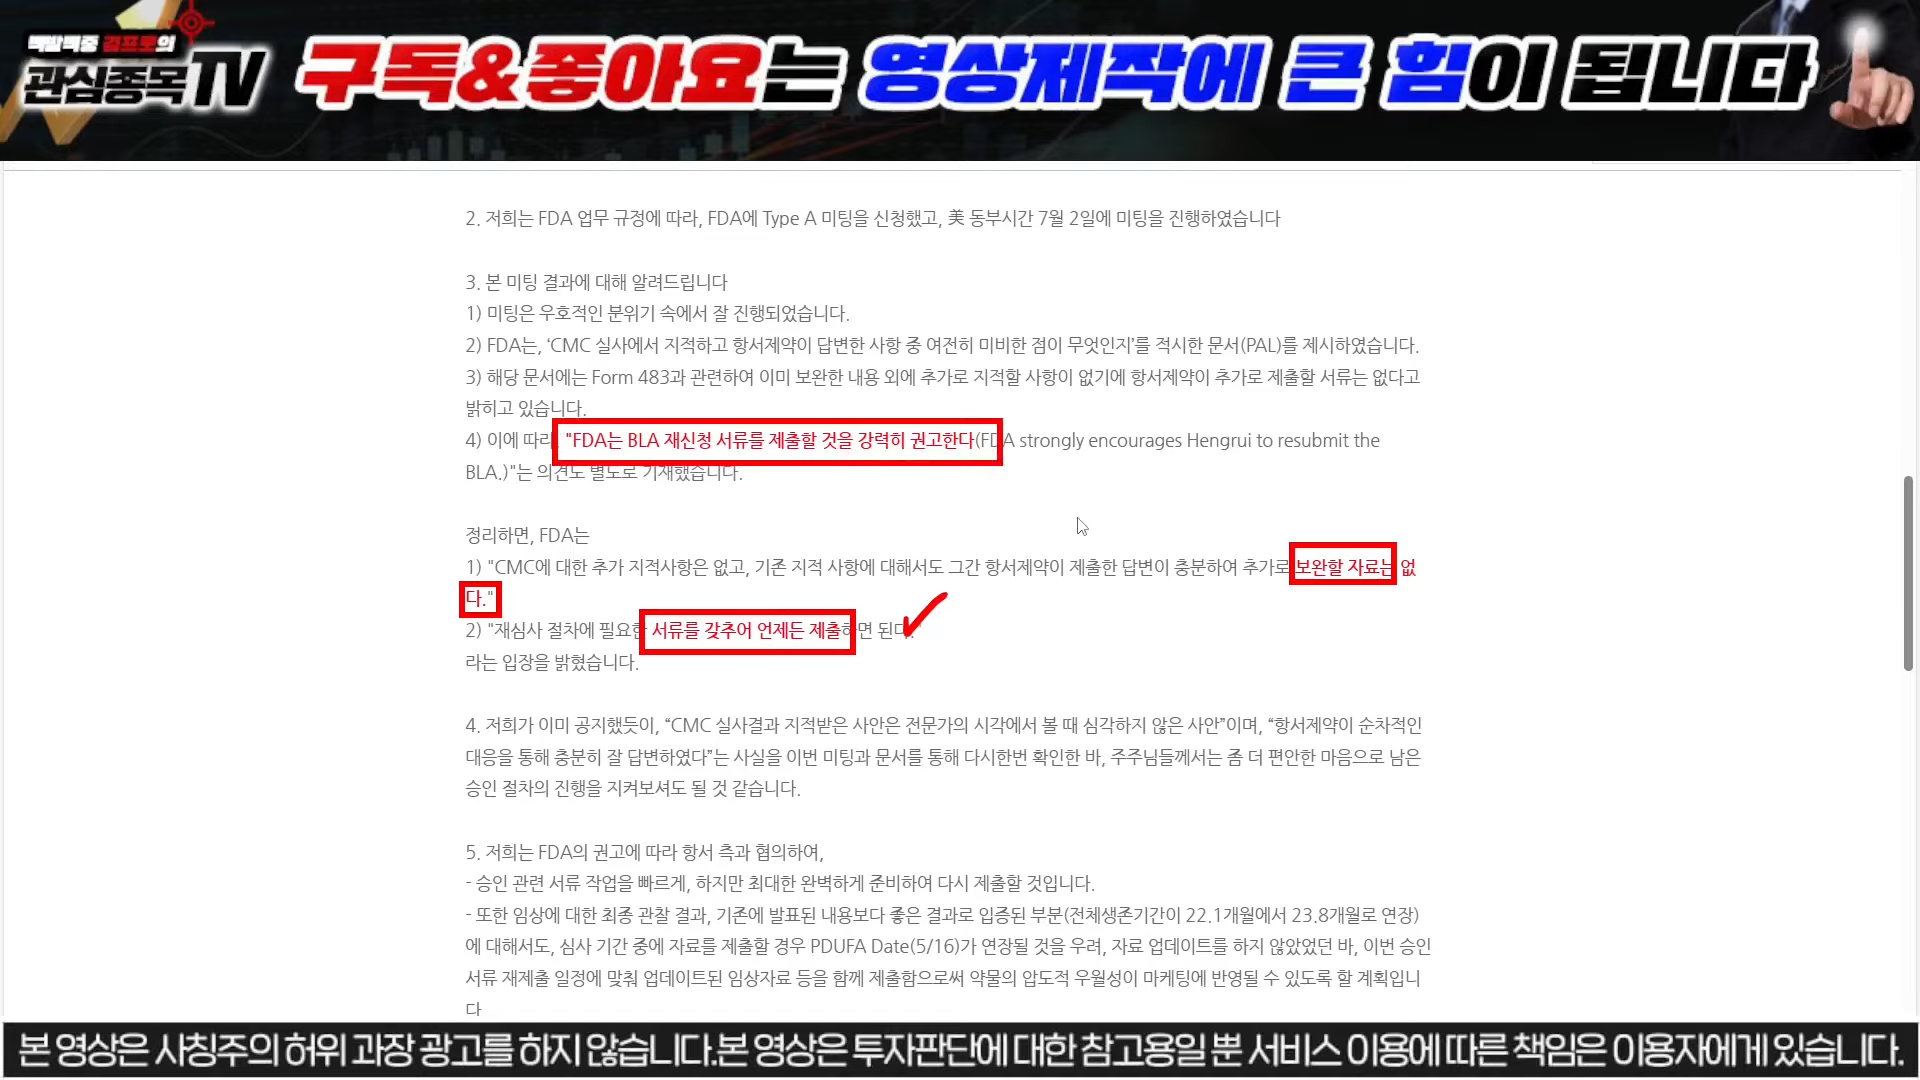 백발백중 김프로의
관심종목TV
구독&좋아요는 영상제작에 큰 힘이 됩니다
2. 저희는 FDA 업무 규정에 따라, FDA에 Type A 미팅을 신청했고, 美 동부시간 7월 2일에 미팅을 진행하였습니다
3. 본 미팅 결과에 대해 알려드립니다
1) 미팅은 우호적인 분위기 속에서 잘 진행되었습니다.
2) FDA는, ‘CMC 실사에서 지적하고 항서제약이 답변한 사항 중 여전히 미비한 점이 무엇인지’를 적시한 문서(PAL)를 제시하였습니다.
3) 해당 문서에는 Form 483과 관련하여 이미 보완한 내용 외에 추가로 지적할 사항이 없기에 항서제약이 추가로 제출할 서류는 없다고
밝히고 있습니다.
4) 이에 따라 "FDA는 BLA 재신청 서류를 제출할 것을 강력히 권고한다(FDA strongly encourages Hengrui to resubmit the
BLA.)"는 의견도 별도로 기재했습니다.
정리하면, FDA는
1) "CMC에 대한 추가 지적사항은 없고, 기존 지적 사항에 대해서도 그간 항서제약이 제출한 답변이 충분하여 추가로 보완할 자료는 없
다."
2) "재심사 절차에 필요한 서류를 갖추어 언제든 제출하면 된다."
라는 입장을 밝혔습니다.
4. 저희가 이미 공지했듯이, “CMC 실사결과 지적받은 사안은 전문가의 시각에서 볼 때 심각하지 않은 사안”이며, “항서제약이 순차적인
대응을 통해 충분히 잘 답변하였다”는 사실을 이번 미팅과 문서를 통해 다시한번 확인한 바, 주주님들께서는 좀 더 편안한 마음으로 남은
승인 절차의 진행을 지켜보셔도 될 것 같습니다.
5. 저희는 FDA의 권고에 따라 항서 측과 협의하여,
- 승인 관련 서류 작업을 빠르게, 하지만 최대한 완벽하게 준비하여 다시 제출할 것입니다.
- 또한 임상에 대한 최종 관찰 결과, 기존에 발표된 내용보다 좋은 결과로 입증된 부분(전체생존기간이 22.1개월에서 23.8개월로 연장)
에 대해서도, 심사 기간 중에 자료를 제출할 경우 PDUFA Date(5/16)가 연장될 것을 우려, 자료 업데이트를 하지 않았었던 바, 이번 승인
서류 재제출 일정에 맞춰 업데이트된 임상자료 등을 함께 제출함으로써 약물의 압도적 우월성이 마케팅에 반영될 수 있도록 할 계획입니
다
본 영상은 사칭주의 허위 과장 광고를 하지 않습니다.본 영상은 투자판단에 대한 참고용일 뿐 서비스 이용에 따른 책임은 이용자에게 있습니다.